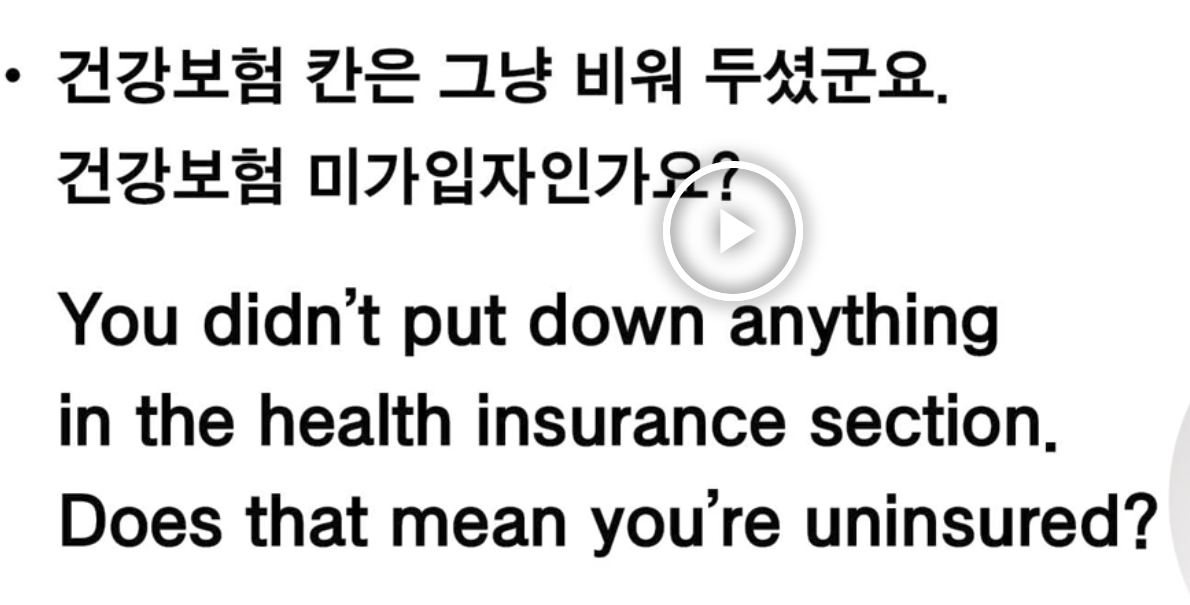 • 건강보험 칸은 그냥 비워 두셨군요.
건강보험 미가입자인가요?
You didn’t put down anything
in the health insurance section.
Does that mean you’re uninsured?